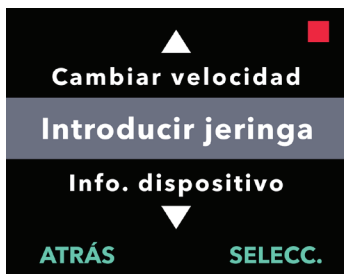 Cambiar velocidad
Introducir jeringa
Info. dispositivo
ATRÁS SELECC.